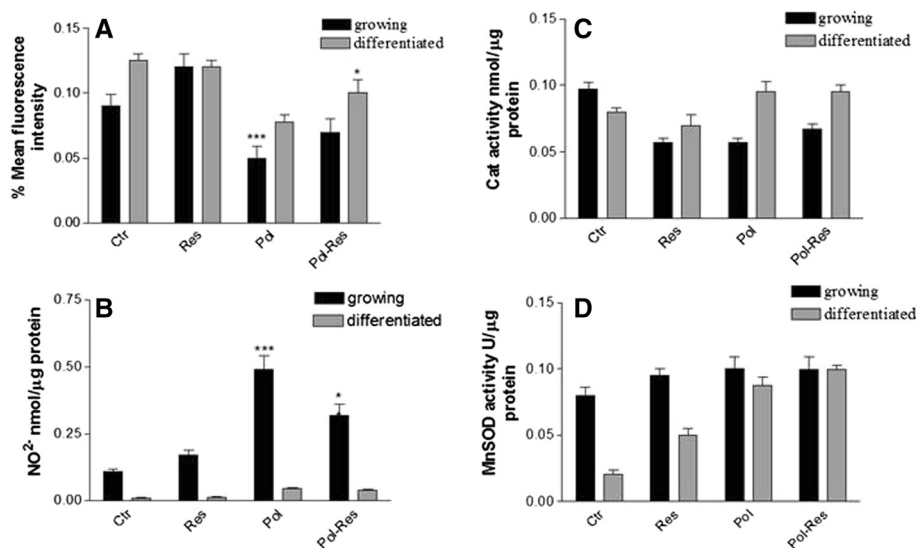 A
growing
differentiated
% Mean fluorescence
intensity
0.15
0.10
0.05
0.00
***
*
Ctr
Res
Pol
Pol-Res
C
growing
differentiated
Cat activity nmol/µg
protein
0.15
0.10
0.05
0.00
Ctr
Res
Pol
Pol-Res
B
growing
differentiated
NO2- nmol/µg protein
0.75
0.50
0.25
0.00
***
*
Ctr
Res
Pol
Pol-Res
D
growing
differentiated
MnSOD activity U/µg
protein
0.15
0.10
0.05
0.00
Ctr
Res
Pol
Pol-Res